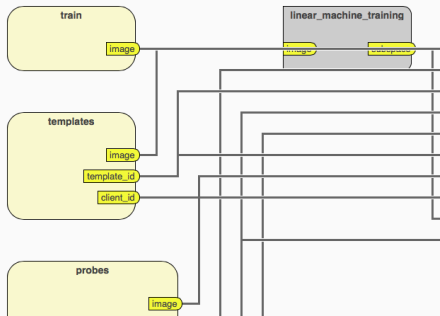 train
linear_machine_training
image
image
subspace
templates
image
template_id
client_id
probes
image